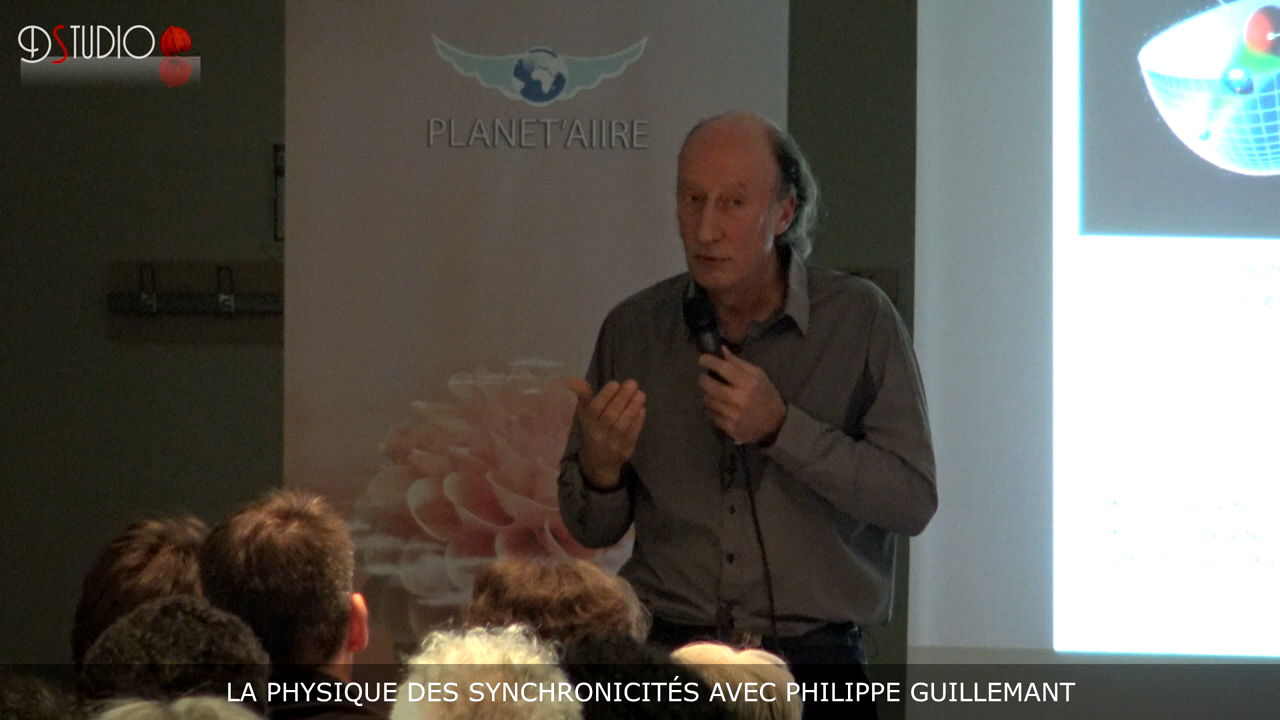 DSTUDIO
PLANET'AIIRE
LA PHYSIQUE DES SYNCHRONICITÉS AVEC PHILIPPE GUILLEMANT